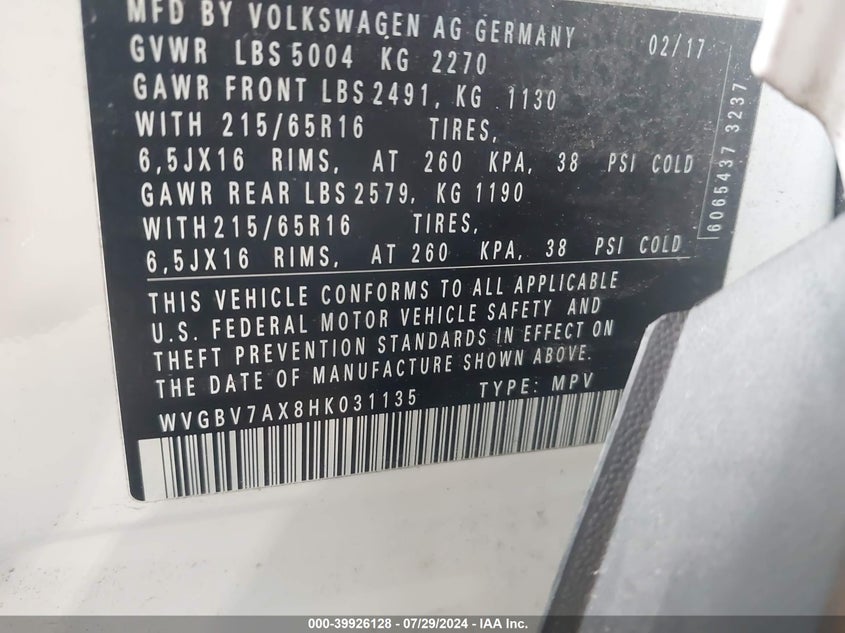 MFD BY VOLKSWAGEN AG GERMANY 02/17
GVWR LBS 5004 KG 2270
GAWR FRONT LBS 2491, KG 1130
WITH 215/65R16 TIRES,
6,5JX16 RIMS, AT 260 KPA, 38 PSI COLD
GAWR REAR LBS 2579, KG 1190
WITH 215/65R16 TIRES,
6,5JX16 RIMS, AT 260 KPA, 38 PSI COLD
THIS VEHICLE CONFORMS TO ALL APPLICABLE
U.S. FEDERAL MOTOR VEHICLE SAFETY AND
THEFT PREVENTION STANDARDS IN EFFECT ON
THE DATE OF MANUFACTURE SHOWN ABOVE.
WVGBV7AX8HK031135 TYPE: MPV
6065437 3237
000-39926128 - 07/29/2024 - IAA Inc.